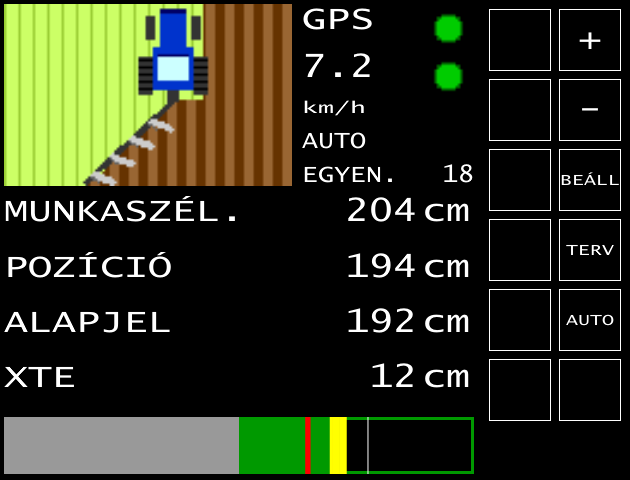 GPS
7.2
km/h
AUTO
EGYEN. 18
MUNKASZÉL. 204 cm
POZÍCIÓ 194 cm
ALAPJEL 192 cm
XTE 12 cm
+
−
BEÁLL
TERV
AUTO